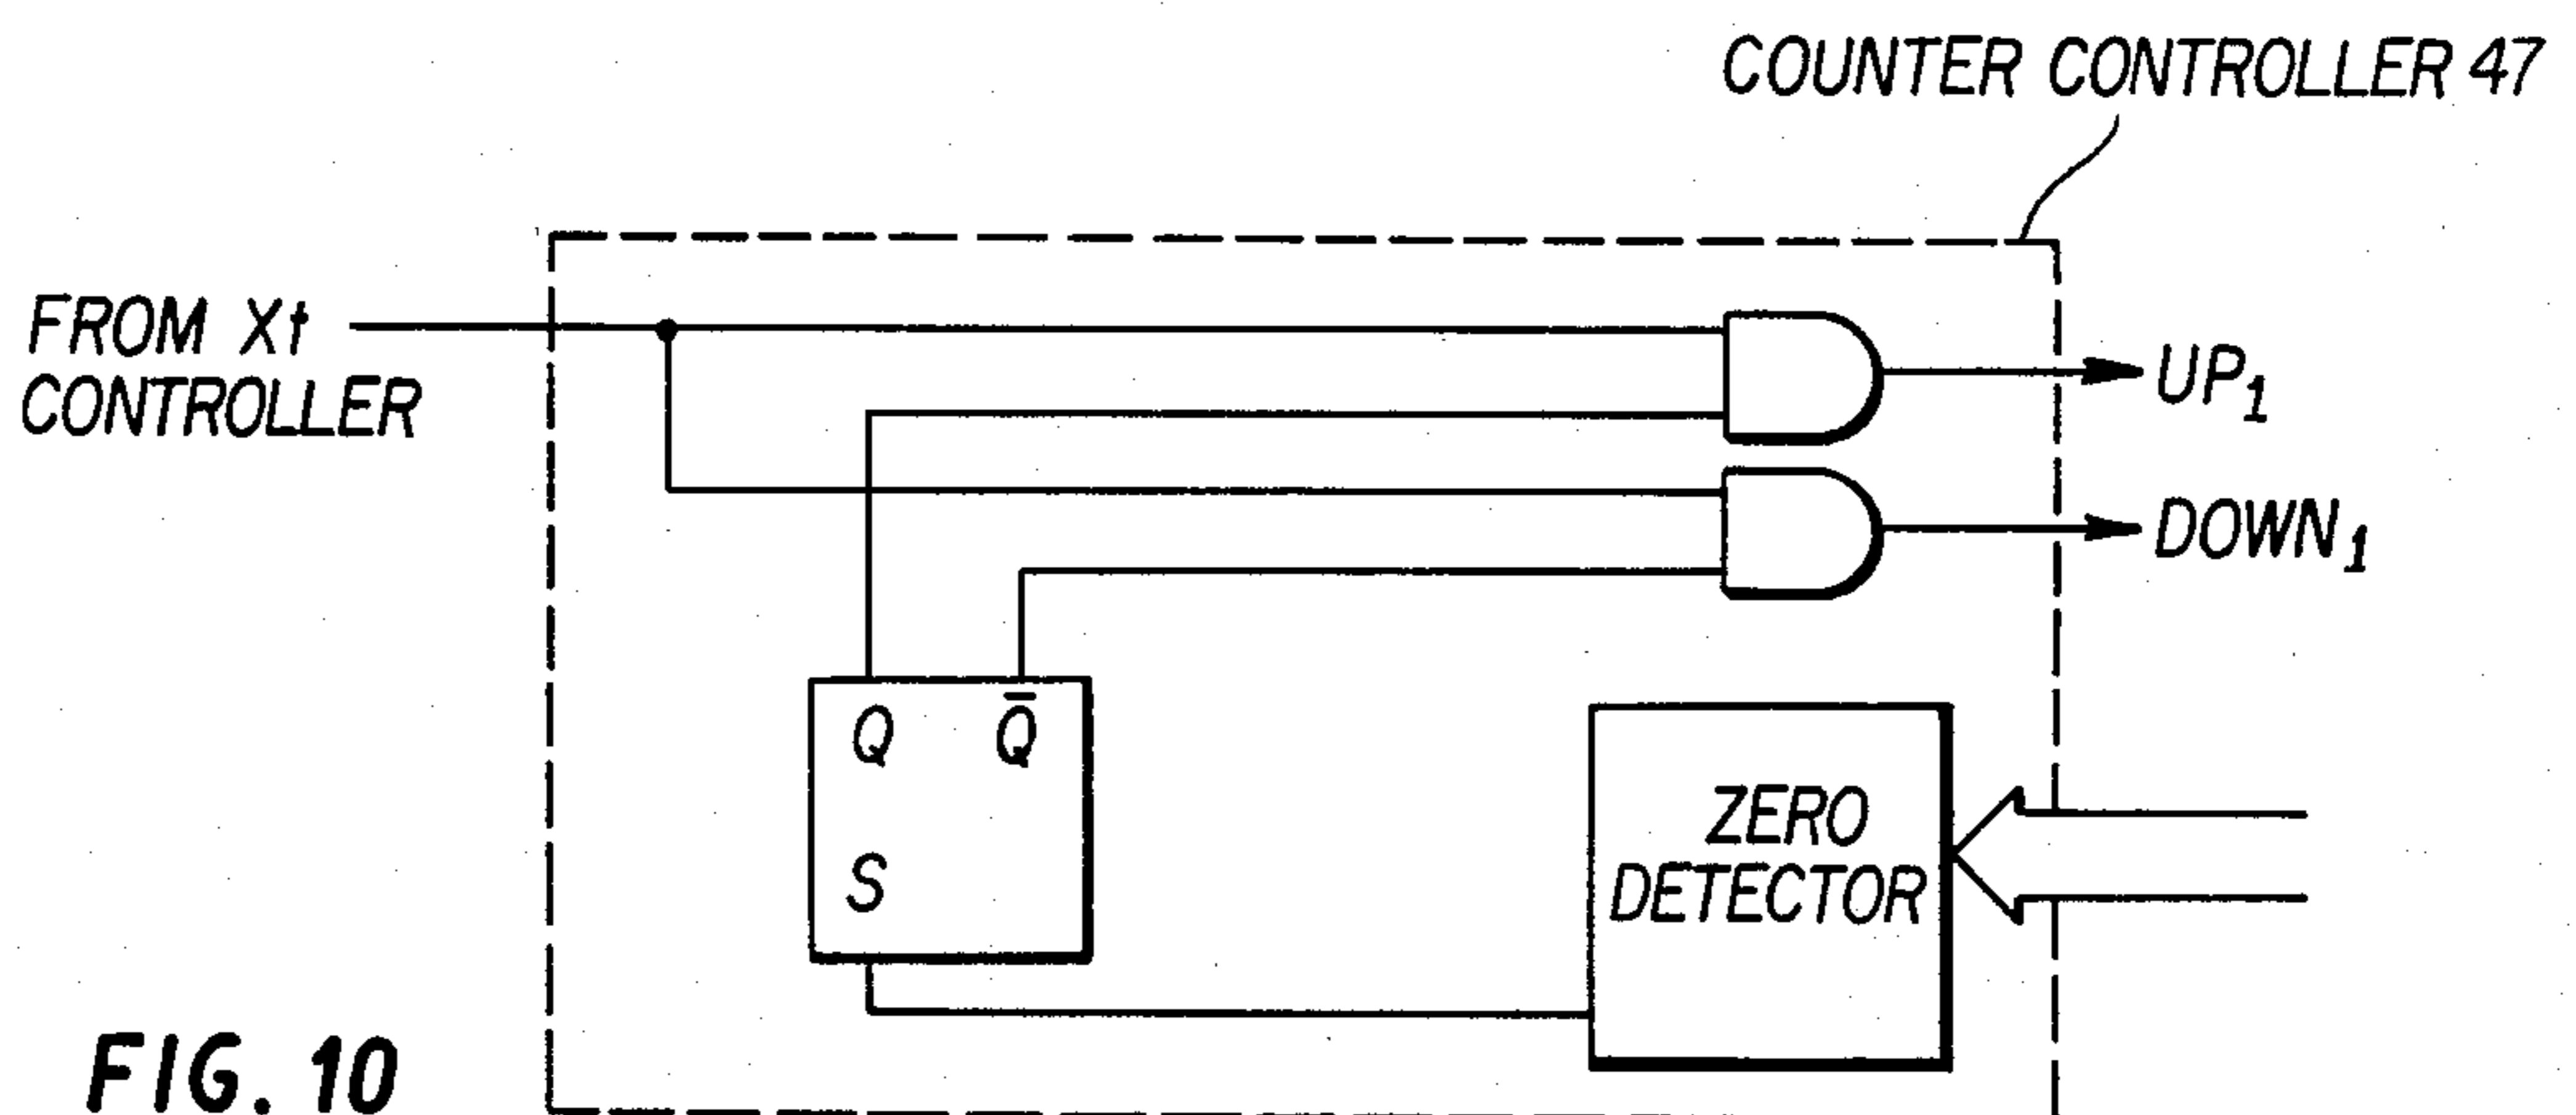 COUNTER CONTROLLER 47
FROM Xt
CONTROLLER
UP1
DOWN1
Q Q̅
S
ZERO
DETECTOR
FIG. 10